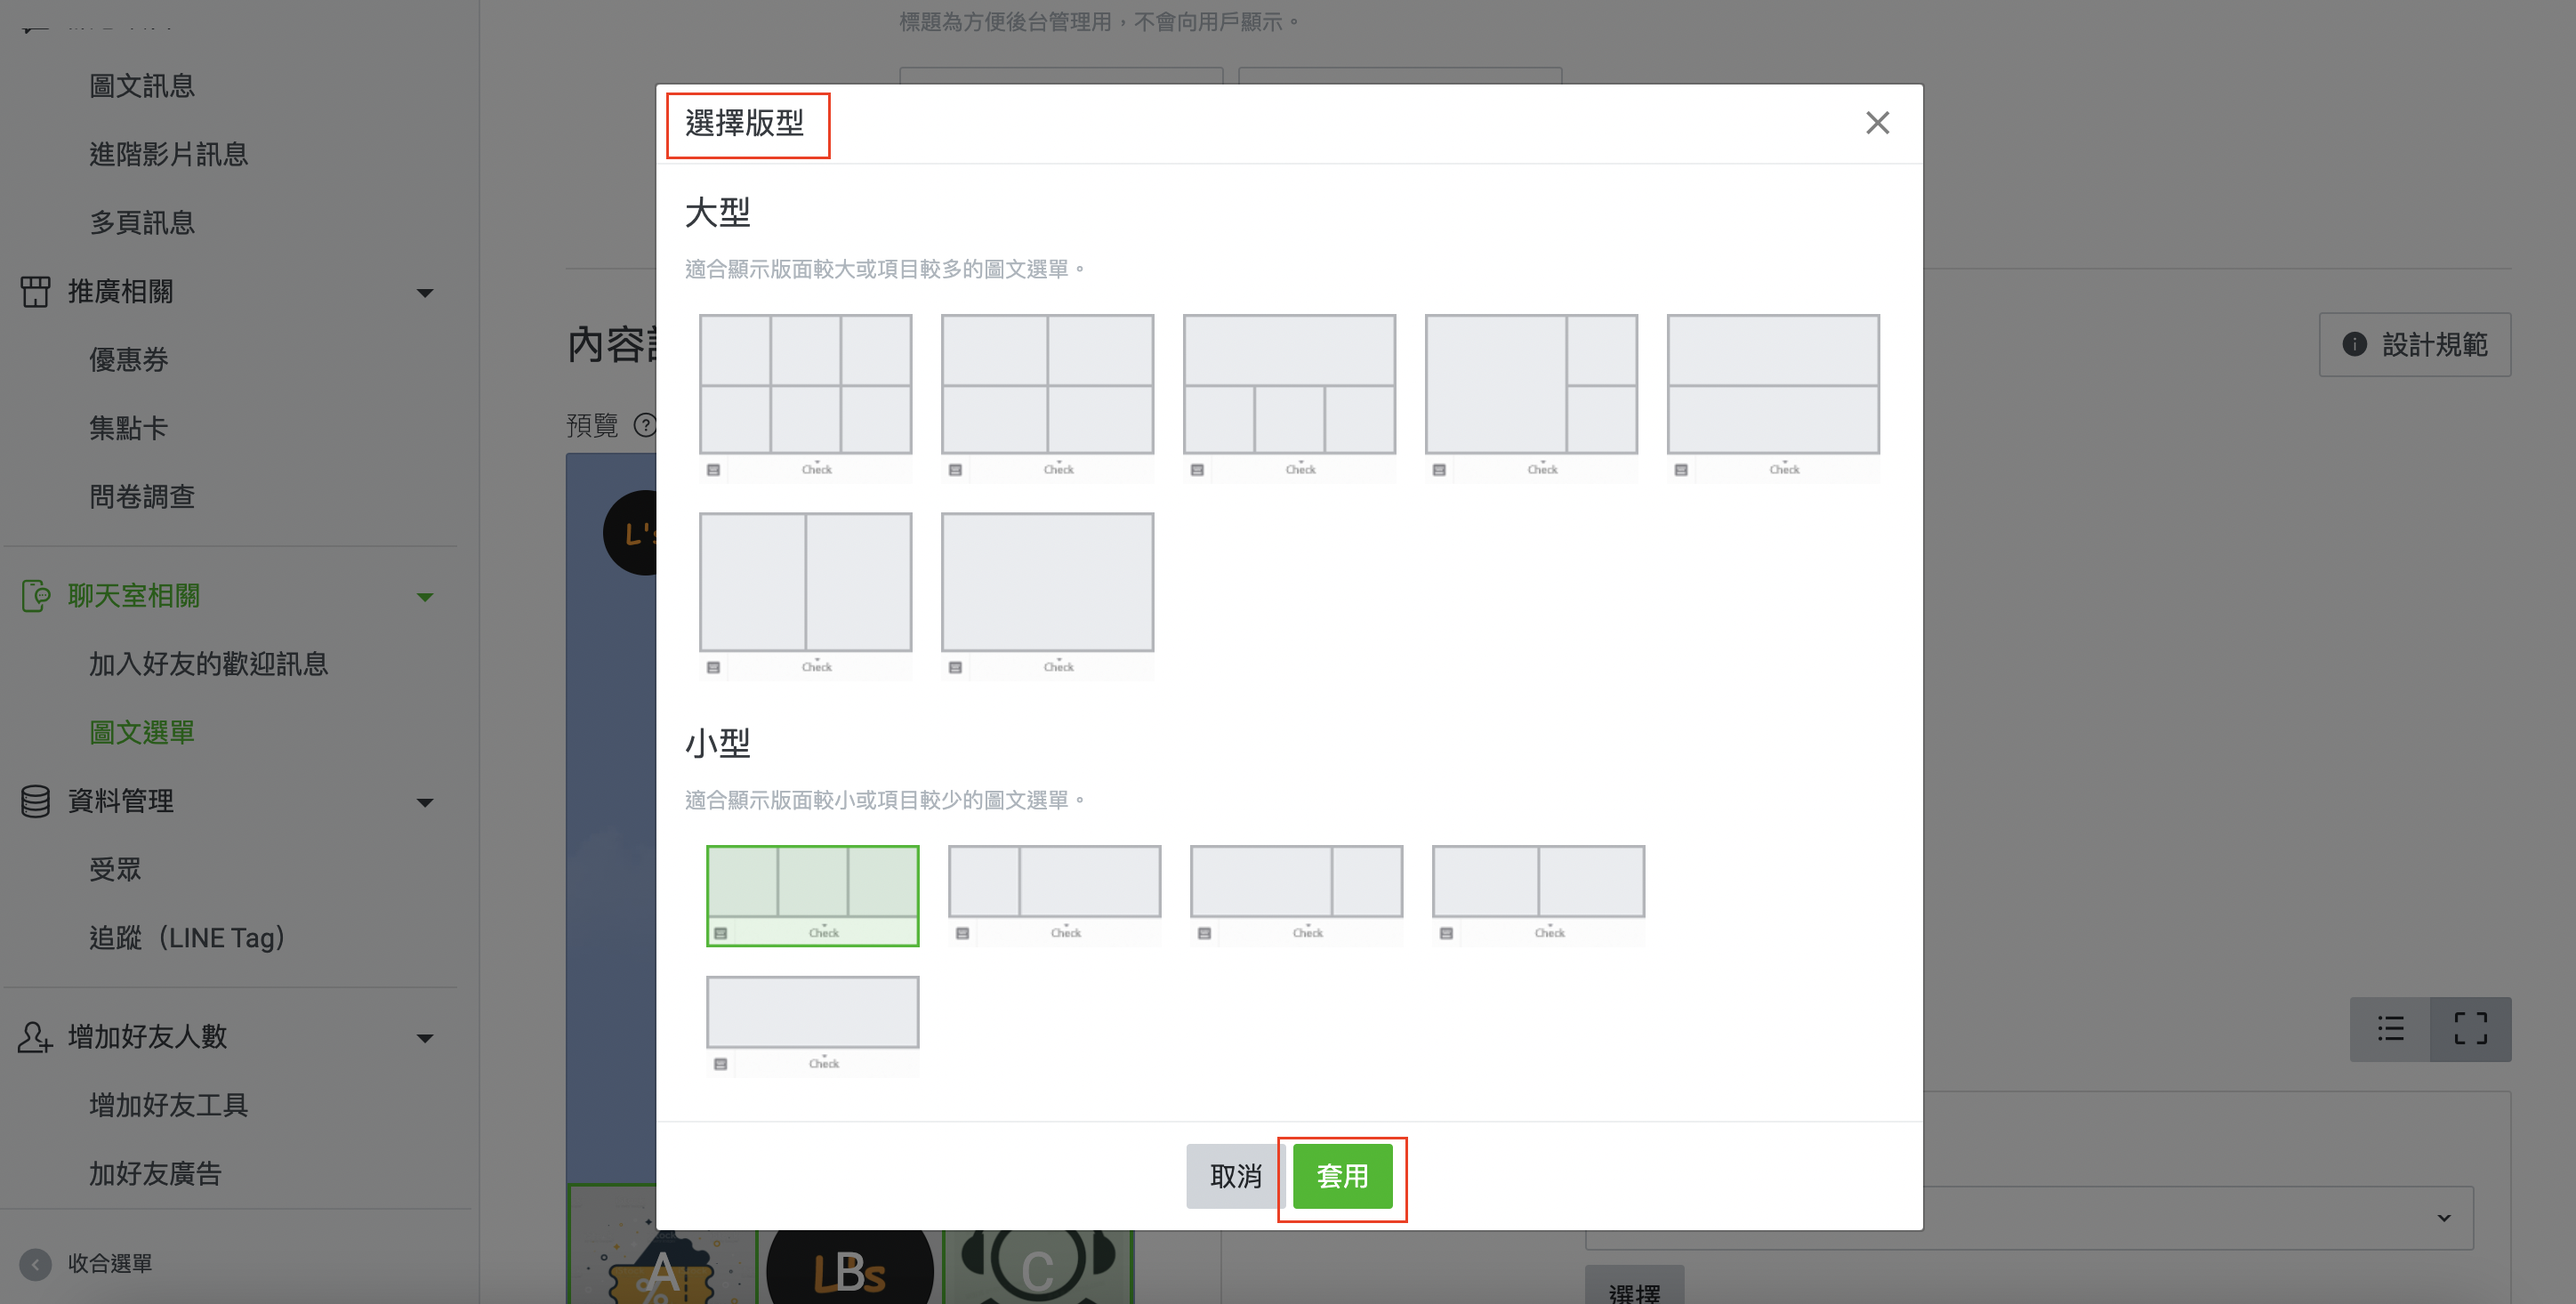 圖文訊息
進階影片訊息
多頁訊息
推廣相關
優惠券
集點卡
問卷調查
聊天室相關
加入好友的歡迎訊息
圖文選單
資料管理
受眾
追蹤（LINE Tag）
增加好友人數
增加好友工具
加好友廣告
收合選單
標題為方便後台管理用，不會向用戶顯示。
內容
預覽
設計規範
選擇版型
大型
適合顯示版面較大或項目較多的圖文選單。
Check
Check
Check
Check
Check
Check
Check
小型
適合顯示版面較小或項目較少的圖文選單。
Check
Check
Check
Check
Check
取消
套用
L's
A
L's
B
C
選擇